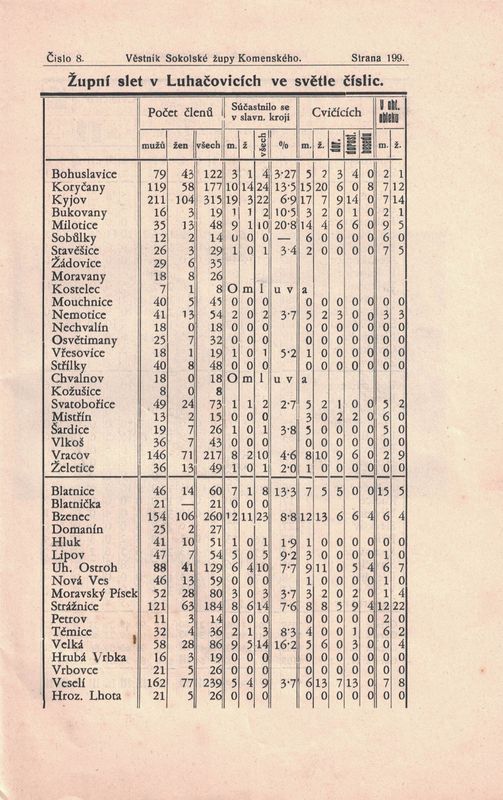 Číslo 8. Věstník Sokolské župy Komenského. Strana 199.
Župní slet v Luhačovicích ve světle číslic.
Počet členů Súčastnilo se v slavn. kroji Cvičících V obč. obleku
mužů žen všech m. ž všech % m. ž. dor. dorost. besedu m. ž.
Bohuslavice 79 43 122 3 1 4 3·27 5 2 3 4 0 2 1
Koryčany 119 58 177 10 14 24 13·5 15 20 6 0 8 7 12
Kyjov 211 104 315 19 3 22 6·9 17 7 9 14 0 7 14
Bukovany 16 3 19 1 1 2 10·5 3 2 0 1 0 2 1
Milotice 35 13 48 9 1 10 20·8 14 4 6 6 0 9 5
Sobůlky 12 2 14 0 0 0 — 6 0 0 0 0 6 0
Stavěšice 26 3 29 1 0 1 3·4 2 0 0 0 0 7 5
Žádovice 29 6 35
Moravany 18 8 26
Kostelec 7 1 8 Omluva
Mouchnice 40 5 45 0 0 0 0 0 0 0 0 0 0
Nemotice 41 13 54 2 0 2 3·7 5 2 3 0 0 3 3
Nechvalín 18 0 18 0 0 0 0 0 0 0 0 0 0
Osvětimany 25 7 32 0 0 0 0 0 0 0 0 0 0
Vřesovice 18 1 19 1 0 1 5·2 1 0 0 0 0 0 0
Střílky 40 8 48 0 0 0 0 0 0 0 0 0 0
Chvalnov 18 0 18 Omluva
Kožušice 8 0 8
Svatobořice 49 24 73 1 1 2 2·7 5 2 1 0 0 5 2
Mistřín 13 2 15 0 0 0 3 0 2 2 0 6 0
Šardice 19 7 26 1 0 1 3·8 5 0 0 0 0 5 0
Vlkoš 36 7 43 0 0 0 0 0 0 0 0 0 0
Vracov 146 71 217 8 2 10 4·6 8 10 9 6 0 2 9
Želetice 36 13 49 1 0 1 2·0 1 0 0 0 0 0 0
Blatnice 46 14 60 7 1 8 13·3 7 5 5 0 0 15 5
Blatnička 21 — 21 0 0 0
Bzenec 154 106 260 12 11 23 8·8 12 13 6 6 4 6 4
Domanín 25 2 27
Hluk 41 10 51 1 0 1 1·9 1 0 0 0 0 0 0
Lipov 47 7 54 5 0 5 9·2 3 0 0 0 0 1 0
Uh. Ostroh 88 41 129 6 4 10 7·7 9 11 0 5 4 6 7
Nová Ves 46 13 59 0 0 0 1 0 0 0 0 1 0
Moravský Písek 52 28 80 3 0 3 3·7 3 2 0 2 0 1 4
Strážnice 121 63 184 8 6 14 7·6 8 8 5 9 4 12 22
Petrov 11 3 14 0 0 0 0 0 0 0 0 2 0
Těmice 32 4 36 2 1 3 8·3 4 0 0 1 0 6 2
Velká 58 28 86 9 5 14 16·2 5 6 0 3 0 0 4
Hrubá Vrbka 16 3 19 0 0 0 0 0 0 0 0 0 0
Vrbovce 21 5 26 0 0 0 0 0 0 0 0 0 0
Veselí 162 77 239 5 4 9 3·7 6 13 7 13 0 7 8
Hroz. Lhota 21 5 26 0 0 0 0 0 0 0 0 0 0